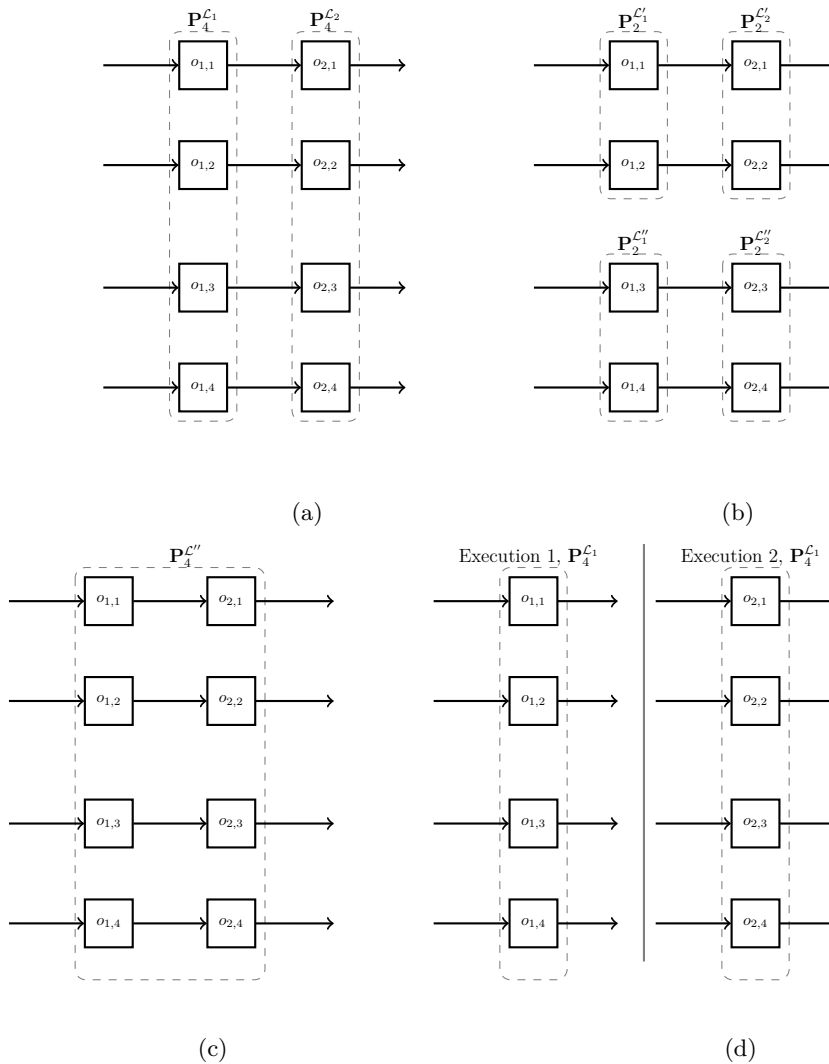 P_4^{ℒ_1} P_4^{ℒ_2}
o_{1,1} o_{2,1}
o_{1,2} o_{2,2}
o_{1,3} o_{2,3}
o_{1,4} o_{2,4}
(a)
P_2^{ℒ'_1} P_2^{ℒ'_2}
o_{1,1} o_{2,1}
o_{1,2} o_{2,2}
P_2^{ℒ''_1} P_2^{ℒ''_2}
o_{1,3} o_{2,3}
o_{1,4} o_{2,4}
(b)
P_4^{ℒ''}
o_{1,1} o_{2,1}
o_{1,2} o_{2,2}
o_{1,3} o_{2,3}
o_{1,4} o_{2,4}
(c)
Execution 1, P_4^{ℒ_1} Execution 2, P_4^{ℒ_1}
o_{1,1} o_{2,1}
o_{1,2} o_{2,2}
o_{1,3} o_{2,3}
o_{1,4} o_{2,4}
(d)